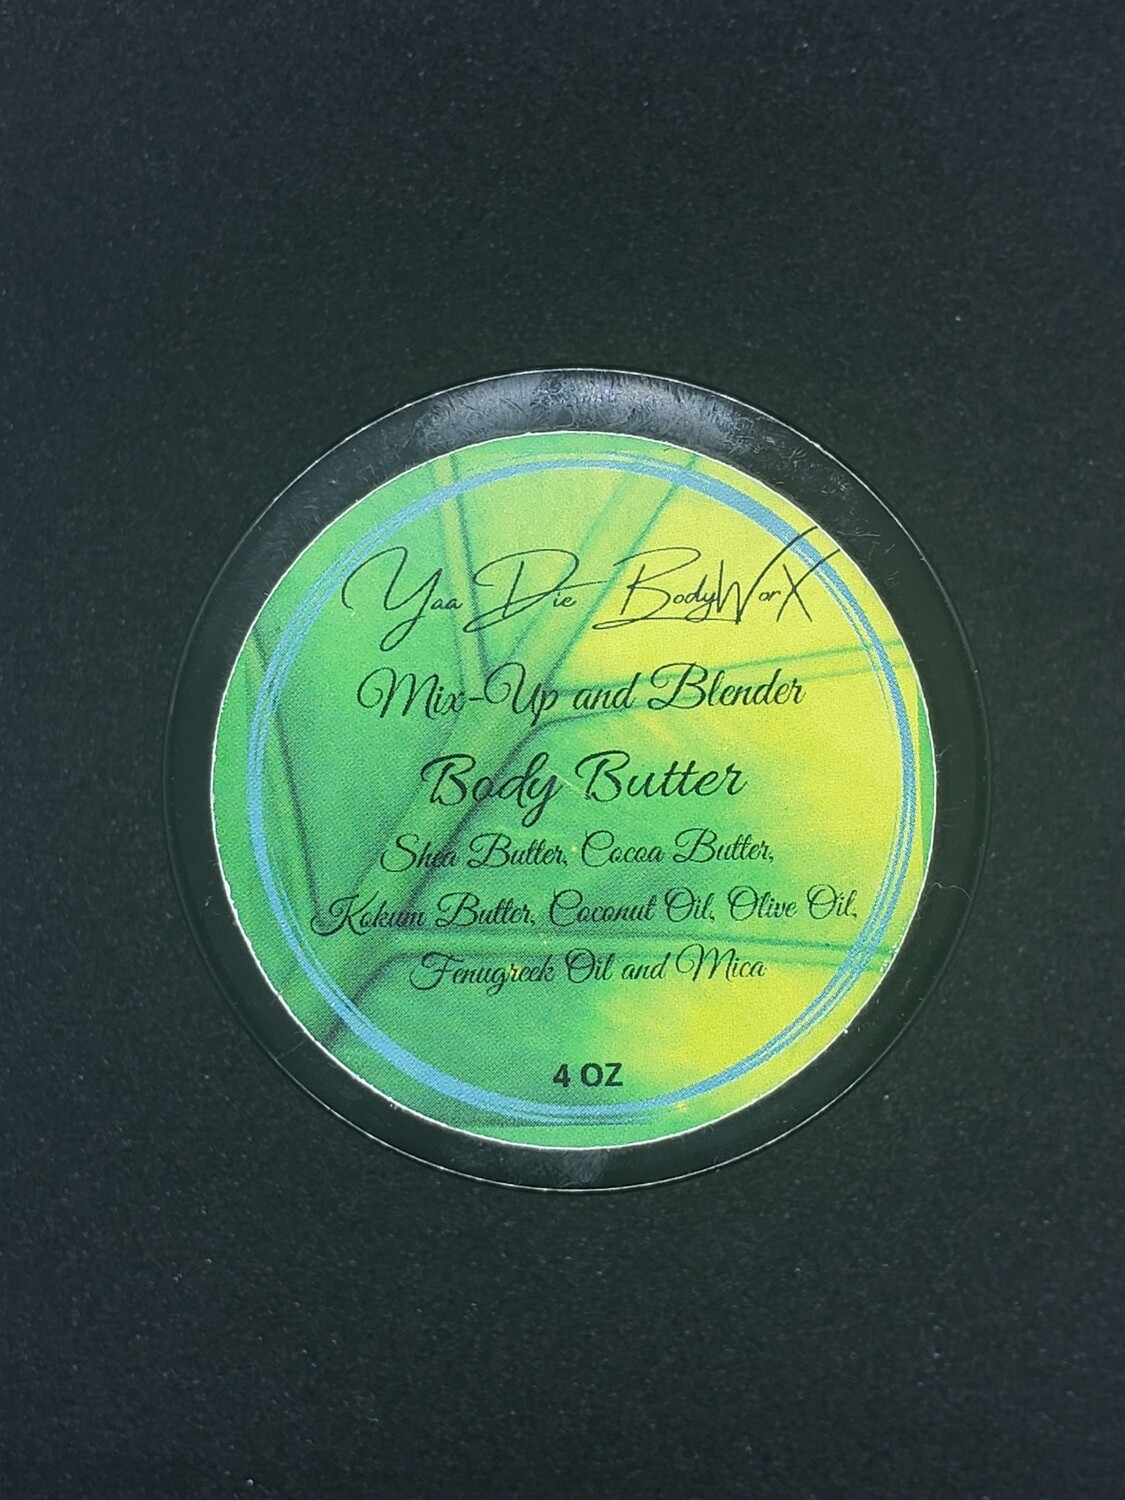 Yaa Die BodyWorX
Mix-Up and Blender
Body Butter
Shea Butter, Cocoa Butter,
Kokum Butter, Coconut Oil, Olive Oil,
Fenugreek Oil and Mica
4 OZ